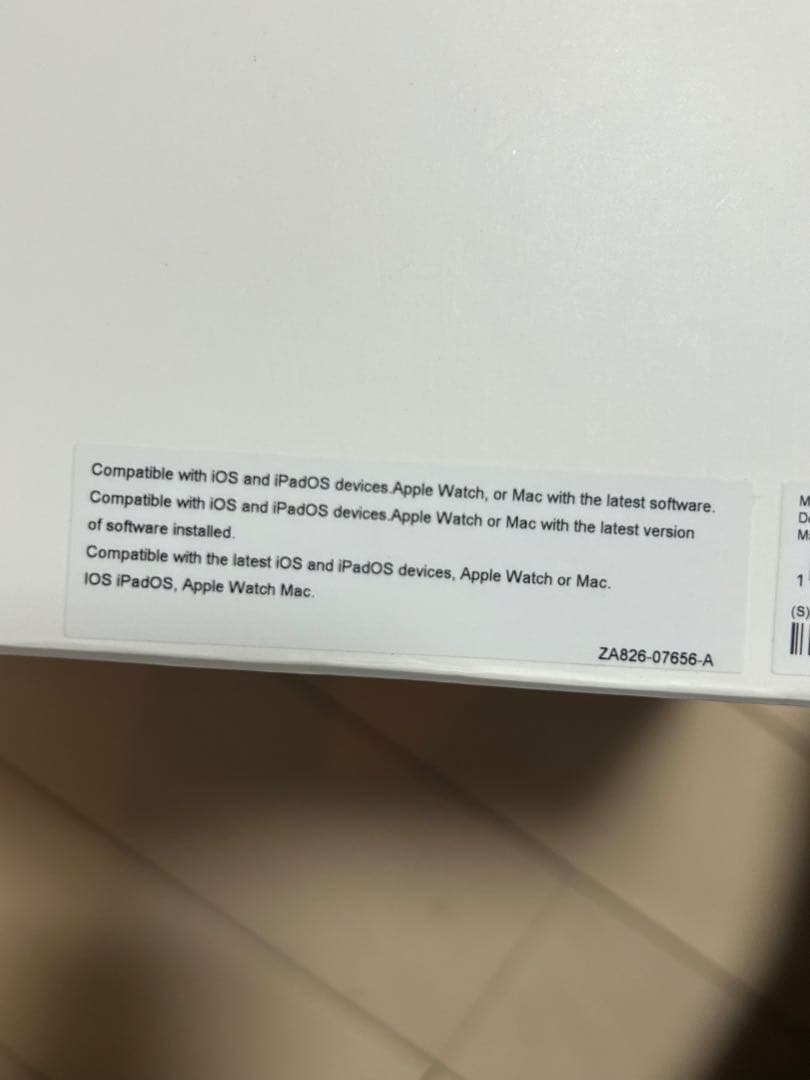 Compatible with iOS and iPadOS devices.Apple Watch, or Mac with the latest software.
Compatible with iOS and iPadOS devices.Apple Watch or Mac with the latest version
of software installed.
Compatible with the latest iOS and iPadOS devices, Apple Watch or Mac.
IOS iPadOS, Apple Watch Mac.
ZA826-07656-A
1
(S)